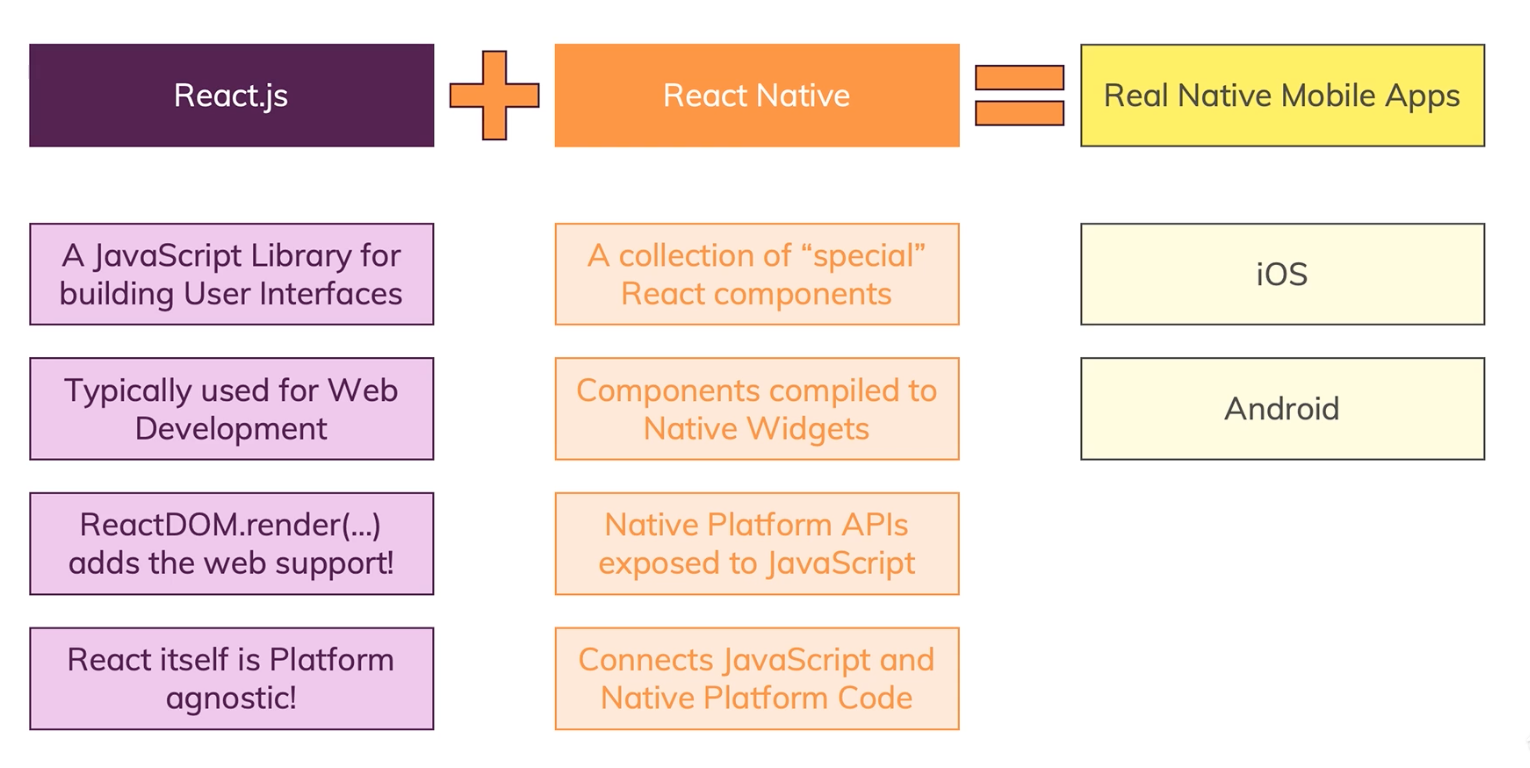 React.js
React Native
Real Native Mobile Apps
A JavaScript Library for
building User Interfaces
Typically used for Web
Development
ReactDOM.render(...)
adds the web support!
React itself is Platform
agnostic!
A collection of “special”
React components
Components compiled to
Native Widgets
Native Platform APIs
exposed to JavaScript
Connects JavaScript and
Native Platform Code
iOS
Android